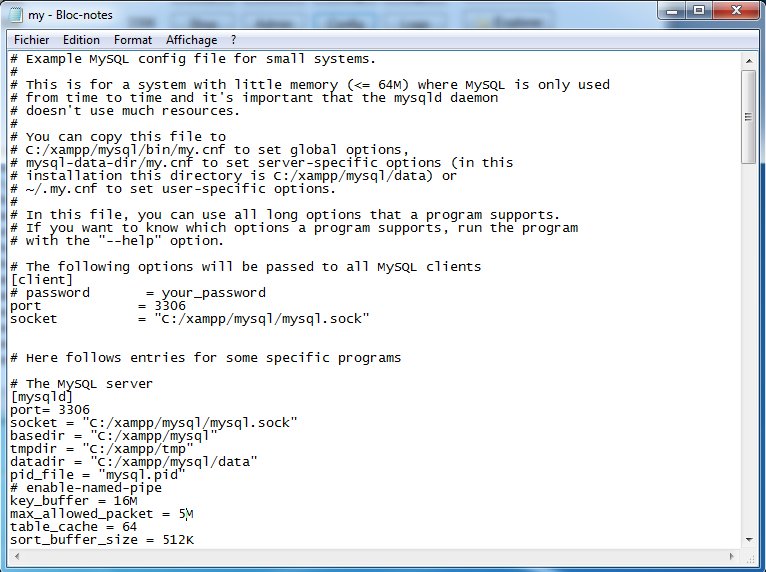 my - Bloc-notes
Fichier Edition Format Affichage ?
# Example MySQL config file for small systems.
#
# This is for a system with little memory (<= 64M) where MySQL is only used
# from time to time and it's important that the mysqld daemon
# doesn't use much resources.
#
# You can copy this file to
# C:/xampp/mysql/bin/my.cnf to set global options,
# mysql-data-dir/my.cnf to set server-specific options (in this
# installation this directory is C:/xampp/mysql/data) or
# ~/.my.cnf to set user-specific options.
#
# In this file, you can use all long options that a program supports.
# If you want to know which options a program supports, run the program
# with the "--help" option.

# The following options will be passed to all MySQL clients
[client]
# password       = your_password
port            = 3306
socket          = "C:/xampp/mysql/mysql.sock"


# Here follows entries for some specific programs

# The MySQL server
[mysqld]
port= 3306
socket = "C:/xampp/mysql/mysql.sock"
basedir = "C:/xampp/mysql"
tmpdir = "C:/xampp/tmp"
datadir = "C:/xampp/mysql/data"
pid_file = "mysql.pid"
# enable-named-pipe
key_buffer = 16M
max_allowed_packet = 5M
table_cache = 64
sort_buffer_size = 512K